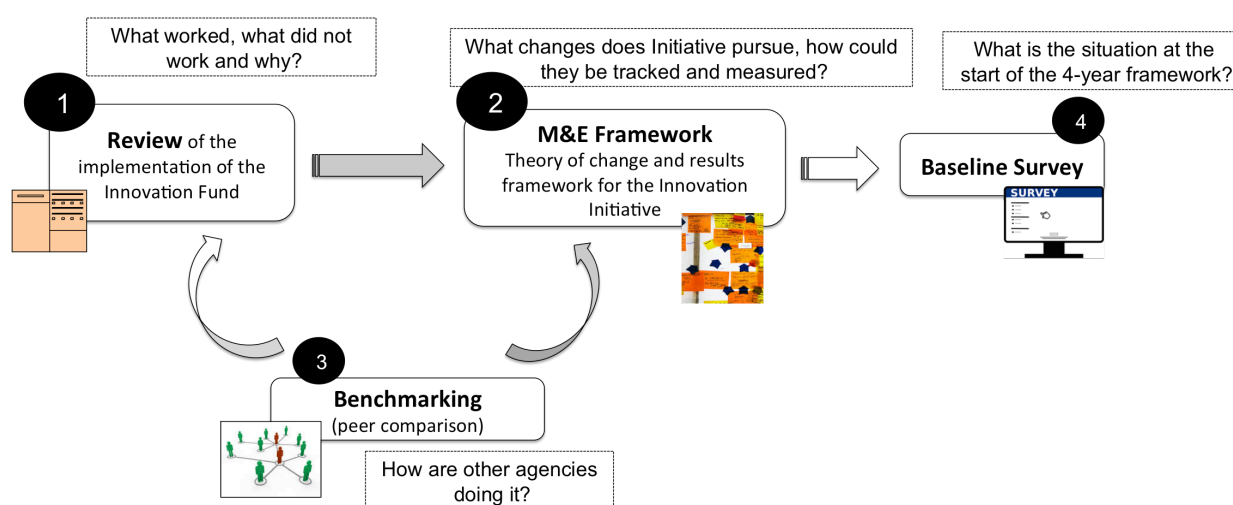 What worked, what did not
work and why?
1
Review of the
implementation of the
Innovation Fund
What changes does Initiative pursue, how could
they be tracked and measured?
2
M&E Framework
Theory of change and results
framework for the Innovation
Initiative
What is the situation at the
start of the 4-year framework?
4
Baseline Survey
SURVEY
3
Benchmarking
(peer comparison)
How are other agencies
doing it?